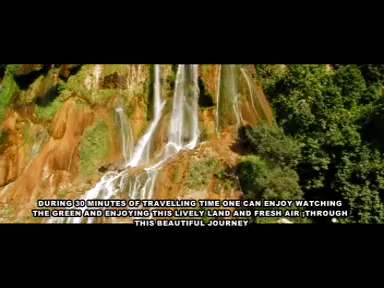 DURING 30 MINUTES OF TRAVELLING TIME ONE CAN ENJOY WATCHING
THE GREEN AND ENJOYING THIS LIVELY LAND AND FRESH AIR ;THROUGH
THIS BEAUTIFUL JOURNEY